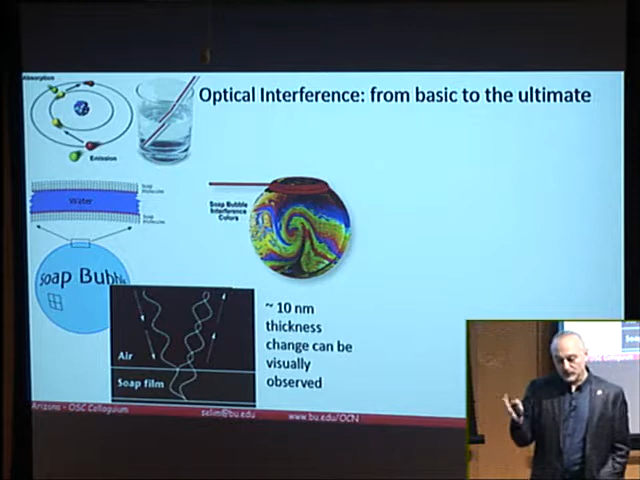 Absorption
Optical Interference: from basic to the ultimate
Emission
Soap
Molecules
Water
Soap
Molecules
Soap Bubble
Interference
Colors
Soap Bubble
~ 10 nm
thickness
change can be
visually
observed
Air
Soap film
Arizona - OSC Colloquium
selim@bu.edu
www.bu.edu/OCN